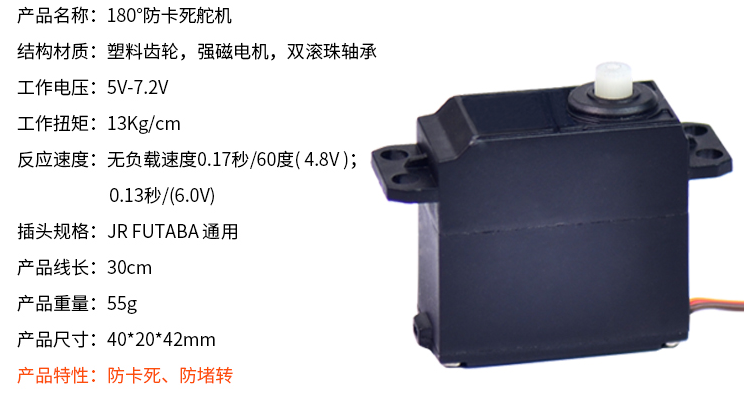 产品名称：180°防卡死舵机
结构材质：塑料齿轮，强磁电机，双滚珠轴承
工作电压：5V-7.2V
工作扭矩：13Kg/cm
反应速度：无负载速度0.17秒/60度( 4.8V )；
0.13秒/(6.0V)
插头规格：JR FUTABA 通用
产品线长：30cm
产品重量：55g
产品尺寸：40*20*42mm
产品特性：防卡死、防堵转